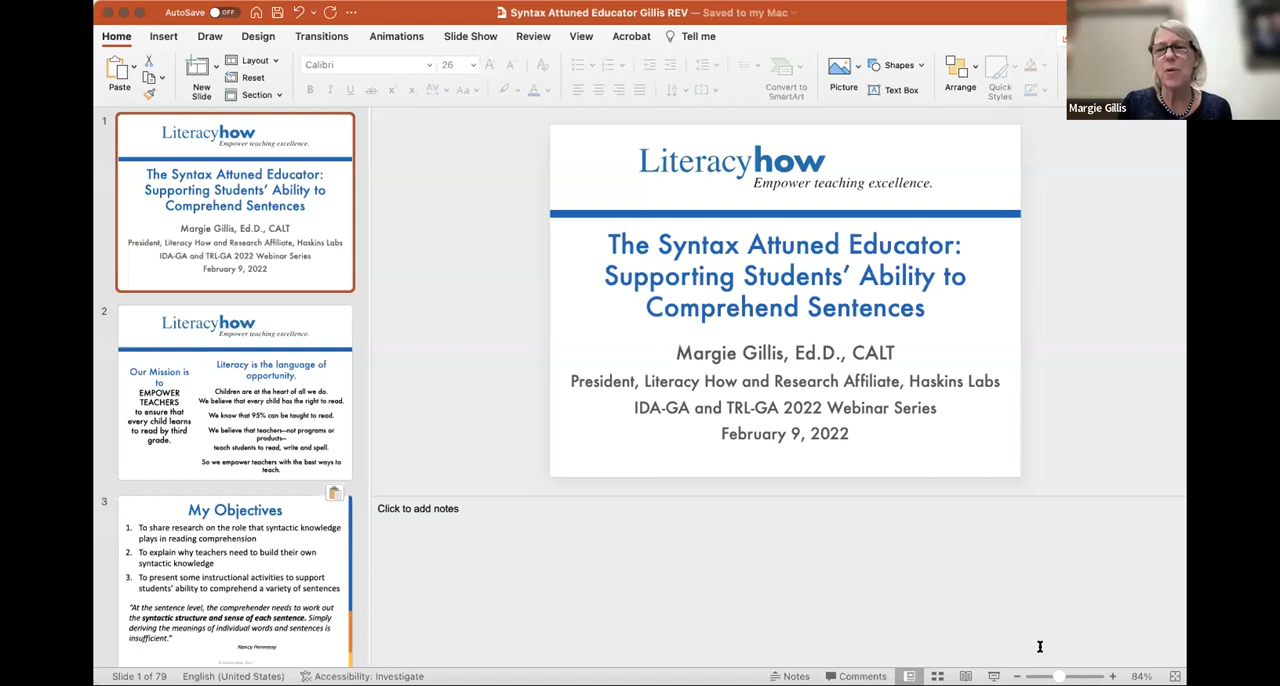 AutoSave OFF
Syntax Attuned Educator Gillis REV — Saved to my Mac
Home Insert Draw Design Transitions Animations Slide Show Review View Acrobat Tell me
Paste
New Slide
Layout
Reset
Section
Calibri
26
Convert to SmartArt
Picture
Shapes
Text Box
Arrange
Quick Styles
Margie Gillis
1
Literacyhow
Empower teaching excellence.
The Syntax Attuned Educator:
Supporting Students’ Ability to
Comprehend Sentences
Margie Gillis, Ed.D., CALT
President, Literacy How and Research Affiliate, Haskins Labs
IDA-GA and TRL-GA 2022 Webinar Series
February 9, 2022
2
Literacyhow
Empower teaching excellence.
Our Mission is
to
EMPOWER
TEACHERS
to ensure that
every child learns
to read by third
grade.
Literacy is the language of
opportunity.
Children are at the heart of all we do.
We believe that every child has the right to read.
We know that 95% can be taught to read.
We believe that teachers—not programs or
products—
teach students to read, write and spell.
So we empower teachers with the best ways to
teach.
3
My Objectives
1. To share research on the role that syntactic knowledge
plays in reading comprehension
2. To explain why teachers need to build their own
syntactic knowledge
3. To present some instructional activities to support
students’ ability to comprehend a variety of sentences
“At the sentence level, the comprehender needs to work out
the syntactic structure and sense of each sentence. Simply
deriving the meanings of individual words and sentences is
insufficient.”
Nancy Hennessy
Literacyhow
Empower teaching excellence.
The Syntax Attuned Educator:
Supporting Students’ Ability to
Comprehend Sentences
Margie Gillis, Ed.D., CALT
President, Literacy How and Research Affiliate, Haskins Labs
IDA-GA and TRL-GA 2022 Webinar Series
February 9, 2022
Click to add notes
Slide 1 of 79 English (United States) Accessibility: Investigate Notes Comments 84%